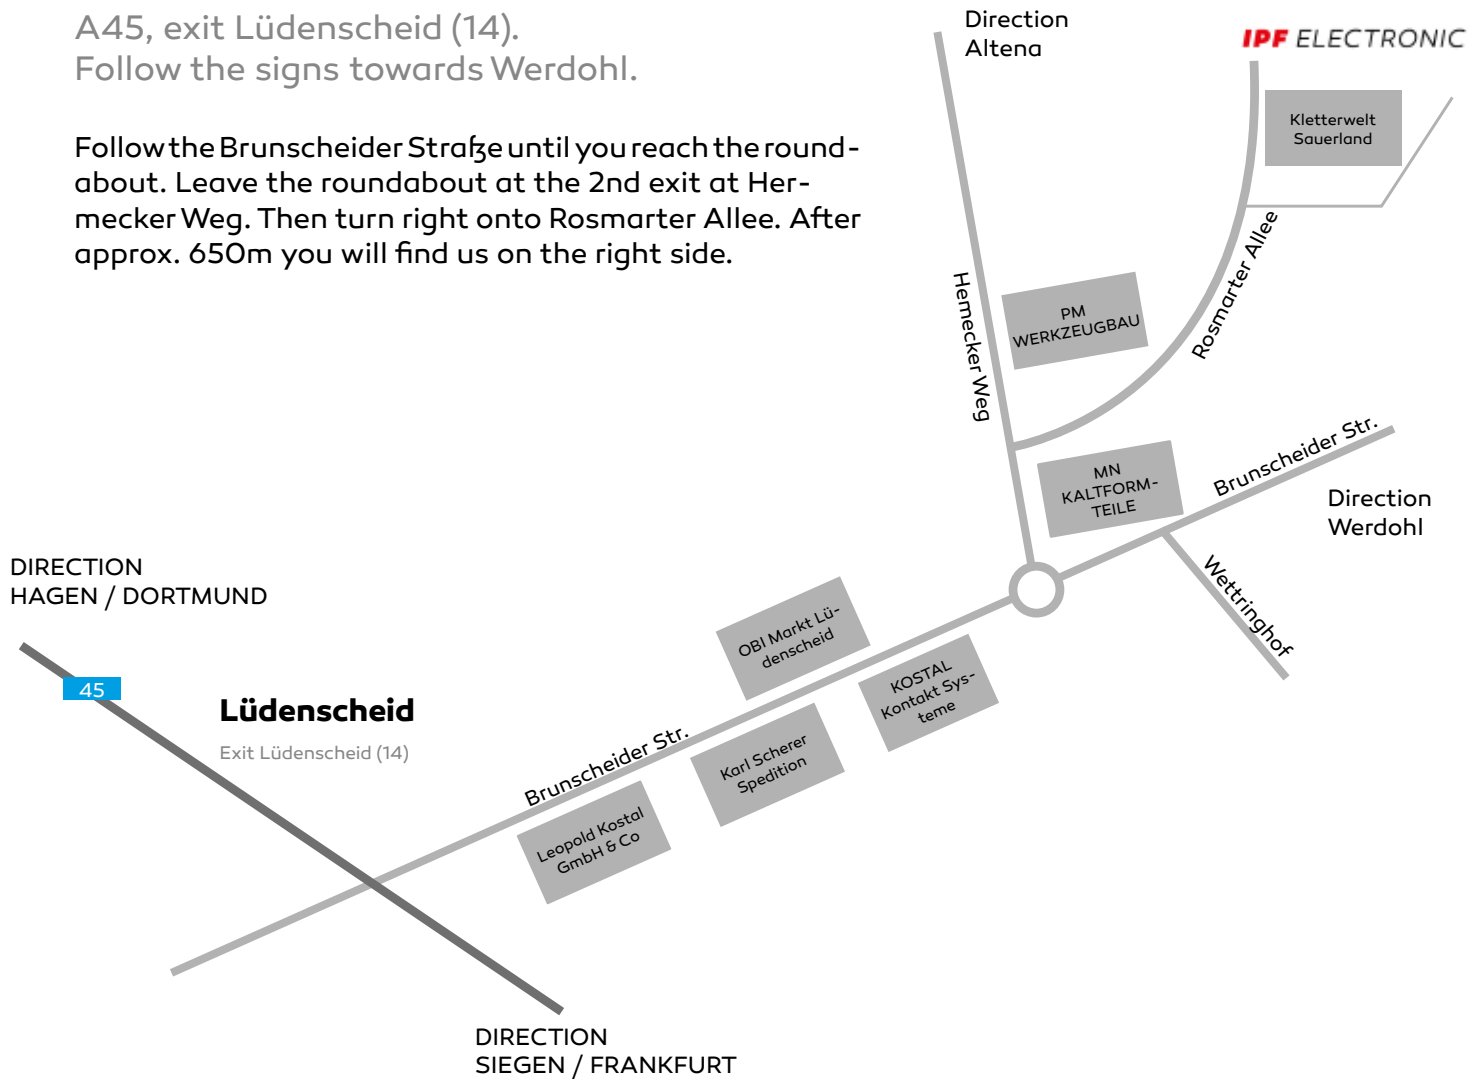 A45, exit Lüdenscheid (14).
Follow the signs towards Werdohl.
Follow the Brunscheider Straße until you reach the round-
about. Leave the roundabout at the 2nd exit at Her-
mecker Weg. Then turn right onto Rosmarter Allee. After
approx. 650m you will find us on the right side.
Direction
Altena
IPF ELECTRONIC
Kletterwelt
Sauerland
Rosmarter Allee
Hemecker Weg
PM
WERKZEUGBAU
MN
KALTFORM-
TEILE
Brunscheider Str.
Direction
Werdohl
Wettringhof
DIRECTION
HAGEN / DORTMUND
45
Lüdenscheid
Exit Lüdenscheid (14)
OBI Markt Lü-
denscheid
KOSTAL
Kontakt Sys-
teme
Brunscheider Str.
Karl Scherer
Spedition
Leopold Kostal
GmbH & Co
DIRECTION
SIEGEN / FRANKFURT